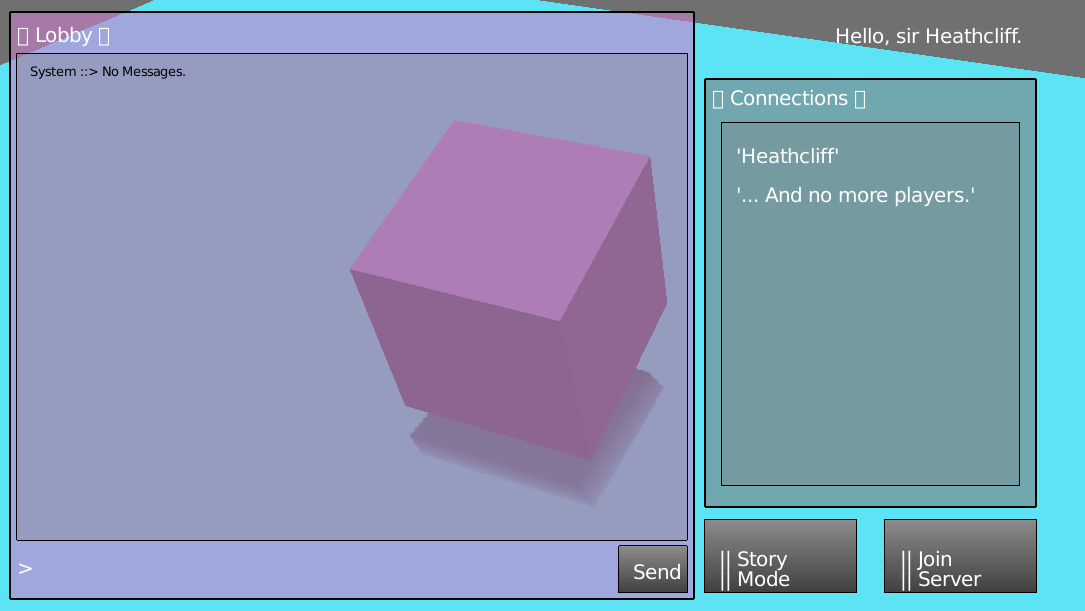 ▯ Lobby ▯
System ::> No Messages.
>
Send
Hello, sir Heathcliff.
▯ Connections ▯
'Heathcliff'
'... And no more players.'
|| Story
|| Mode
|| Join
|| Server